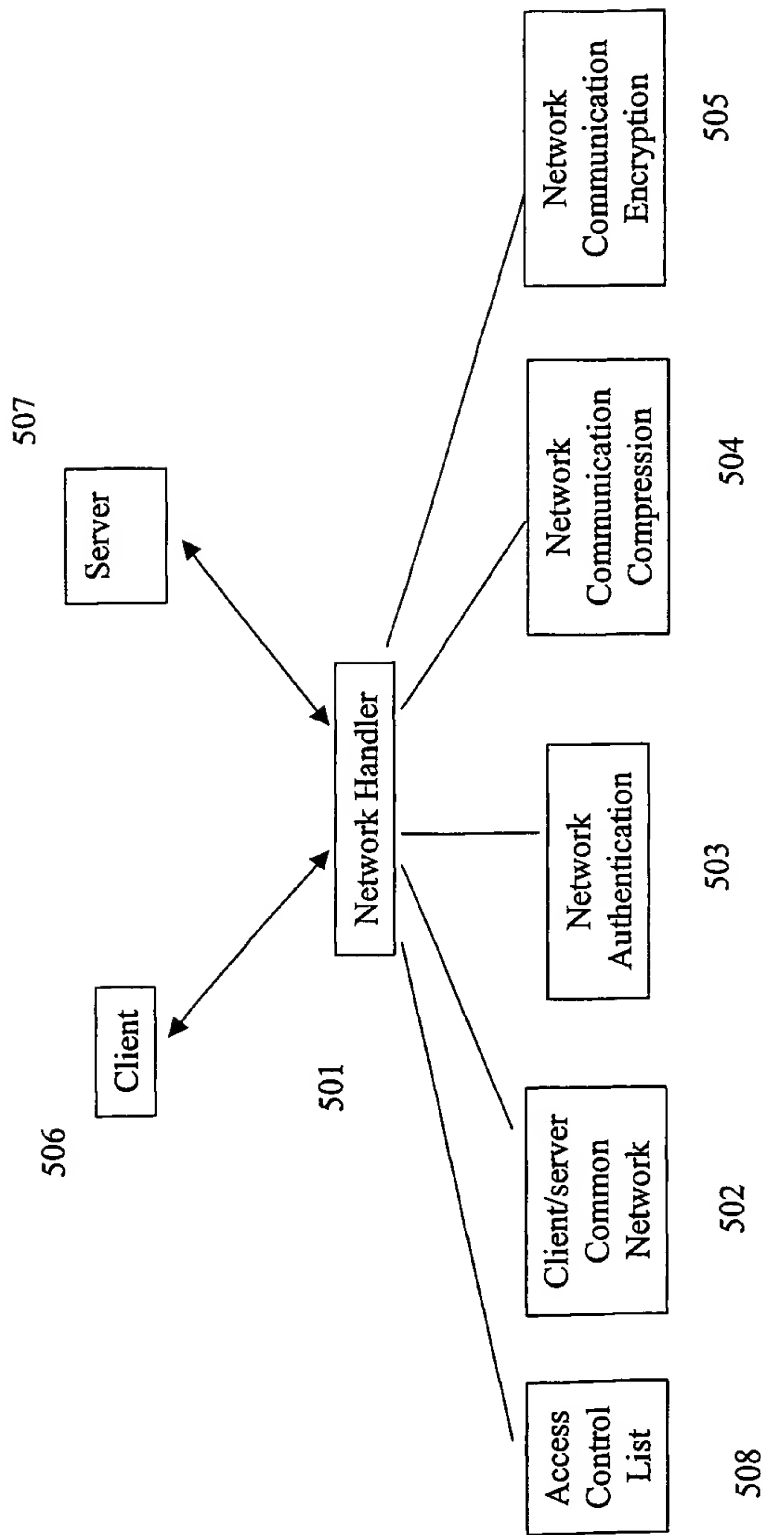 506
Client
507
Server
501
Network Handler
Access
Control
List
508
Client/server
Common
Network
502
Network
Authentication
503
Network
Communication
Compression
504
Network
Communication
Encryption
505